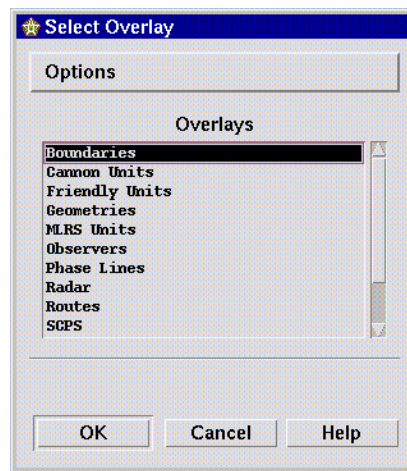 Select Overlay
Options
Overlays
Boundaries
Cannon Units
Friendly Units
Geometries
MLRS Units
Observers
Phase Lines
Radar
Routes
SCPS
OK Cancel Help